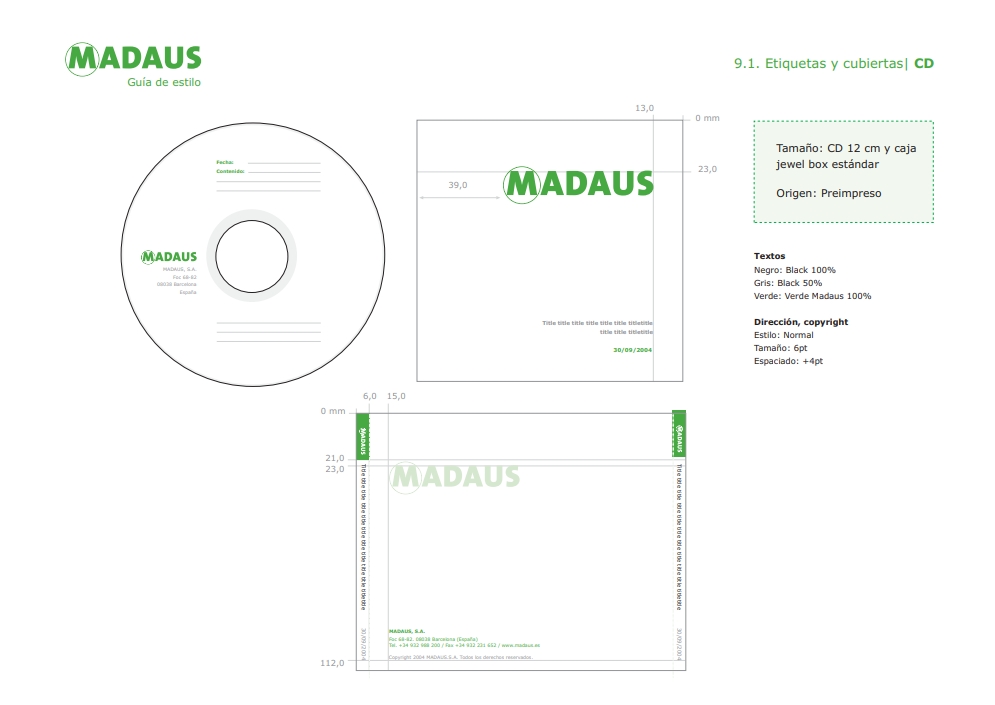 MADAUS
Guía de estilo
9.1. Etiquetas y cubiertas| CD
Fecha:
Contenido:
MADAUS
MADAUS, S.A.
Foc 68-82
08038 Barcelona
España
13,0
0 mm
23,0
39,0
MADAUS
Title title title title title title titletitle
title title titletitle
30/09/2004
Tamaño: CD 12 cm y caja
jewel box estándar
Origen: Preimpreso
Textos
Negro: Black 100%
Gris: Black 50%
Verde: Verde Madaus 100%
Dirección, copyright
Estilo: Normal
Tamaño: 6pt
Espaciado: +4pt
6,0 15,0
0 mm
21,0
23,0
112,0
MADAUS
Title title title title title title title title title titletitle
30/09/2004
MADAUS
MADAUS, S.A.
Foc 68-82. 08038 Barcelona (España)
Tel. +34 932 988 200 / Fax +34 932 231 652 / www.madaus.es
Copyright 2004 MADAUS.S.A. Todos los derechos reservados.
MADAUS
Title title title title title title title title title titletitle
30/09/2004